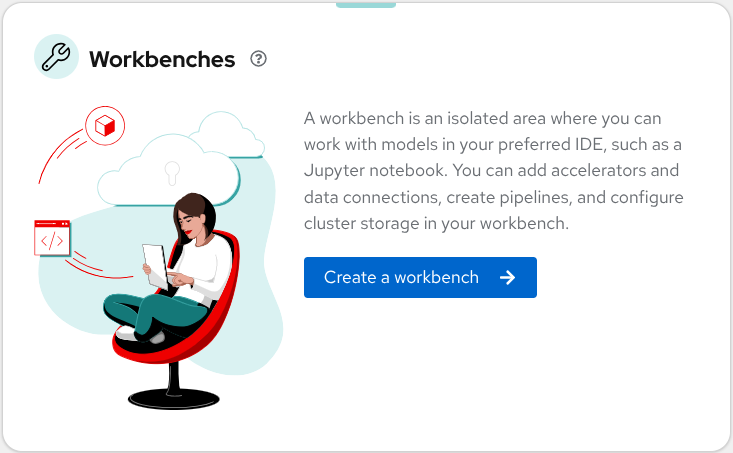 Workbenches
A workbench is an isolated area where you can
work with models in your preferred IDE, such as a
Jupyter notebook. You can add accelerators and
data connections, create pipelines, and configure
cluster storage in your workbench.
</>
Create a workbench →